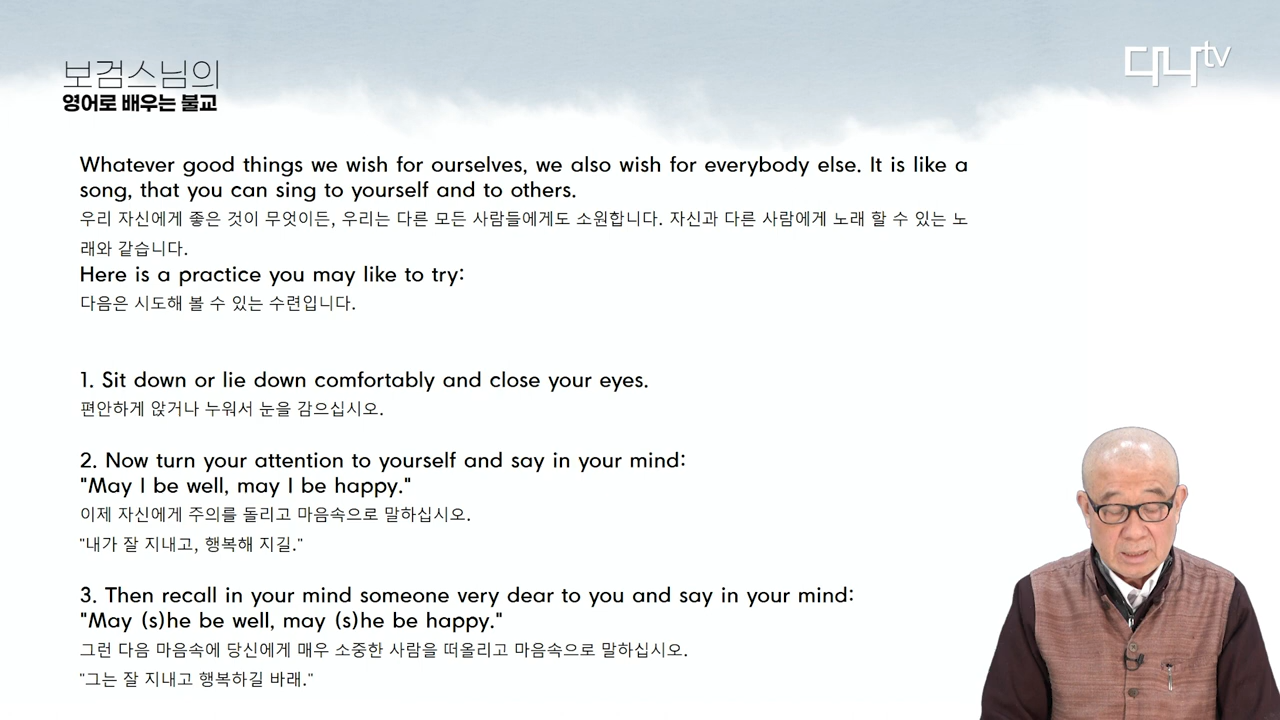 보검스님의
영어로 배우는 불교
다나tv
Whatever good things we wish for ourselves, we also wish for everybody else. It is like a
song, that you can sing to yourself and to others.
우리 자신에게 좋은 것이 무엇이든, 우리는 다른 모든 사람들에게도 소원합니다. 자신과 다른 사람에게 노래 할 수 있는 노
래와 같습니다.
Here is a practice you may like to try:
다음은 시도해 볼 수 있는 수련입니다.
1. Sit down or lie down comfortably and close your eyes.
편안하게 앉거나 누워서 눈을 감으십시오.
2. Now turn your attention to yourself and say in your mind:
"May I be well, may I be happy."
이제 자신에게 주의를 돌리고 마음속으로 말하십시오.
"내가 잘 지내고, 행복해 지길."
3. Then recall in your mind someone very dear to you and say in your mind:
"May (s)he be well, may (s)he be happy."
그런 다음 마음속에 당신에게 매우 소중한 사람을 떠올리고 마음속으로 말하십시오.
"그는 잘 지내고 행복하길 바래."